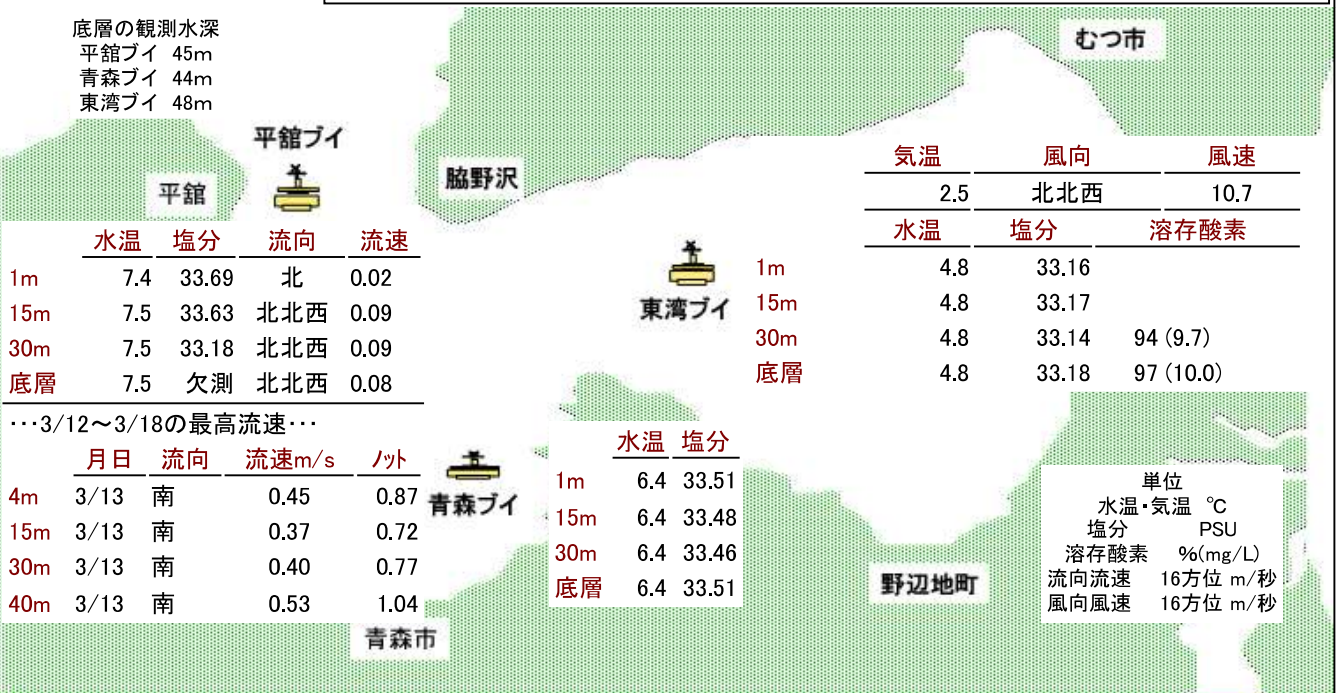 底層の観測水深
平舘ブイ 45m
青森ブイ 44m
東湾ブイ 48m
むつ市
平舘ブイ
平舘
脇野沢
気温 風向 風速
2.5 北北西 10.7
水温 塩分 溶存酸素
1m 4.8 33.16
15m 4.8 33.17
30m 4.8 33.14 94 (9.7)
底層 4.8 33.18 97 (10.0)
東湾ブイ
水温 塩分 流向 流速
1m 7.4 33.69 北 0.02
15m 7.5 33.63 北北西 0.09
30m 7.5 33.18 北北西 0.09
底層 7.5 欠測 北北西 0.08
…3/12～3/18の最高流速…
月日 流向 流速m/s ノット
4m 3/13 南 0.45 0.87
15m 3/13 南 0.37 0.72
30m 3/13 南 0.40 0.77
40m 3/13 南 0.53 1.04
青森ブイ
水温 塩分
1m 6.4 33.51
15m 6.4 33.48
30m 6.4 33.46
底層 6.4 33.51
青森市
野辺地町
単位
水温・気温 ℃
塩分 PSU
溶存酸素 %(mg/L)
流向流速 16方位 m/秒
風向風速 16方位 m/秒